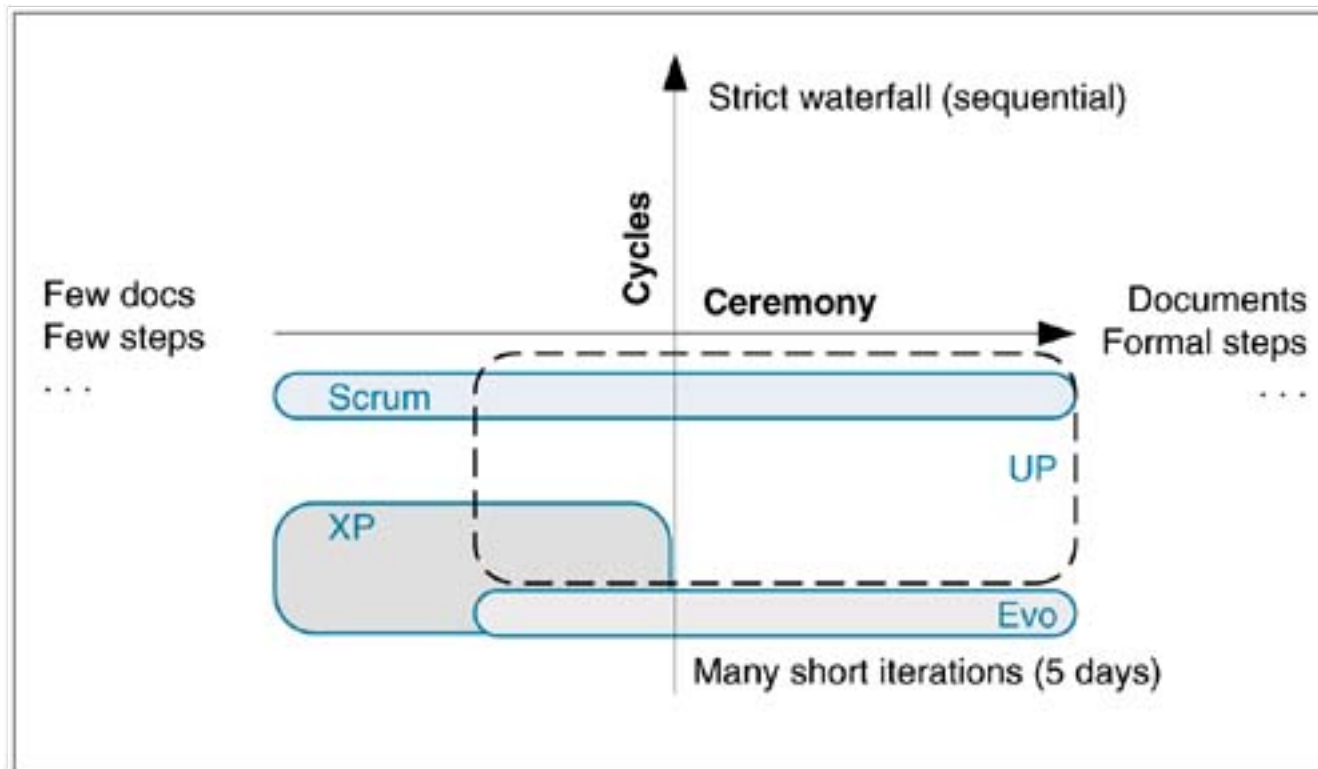 Strict waterfall (sequential)
Cycles
Few docs
Few steps
. . .
Ceremony
Documents
Formal steps
. . .
Scrum
UP
XP
Evo
Many short iterations (5 days)